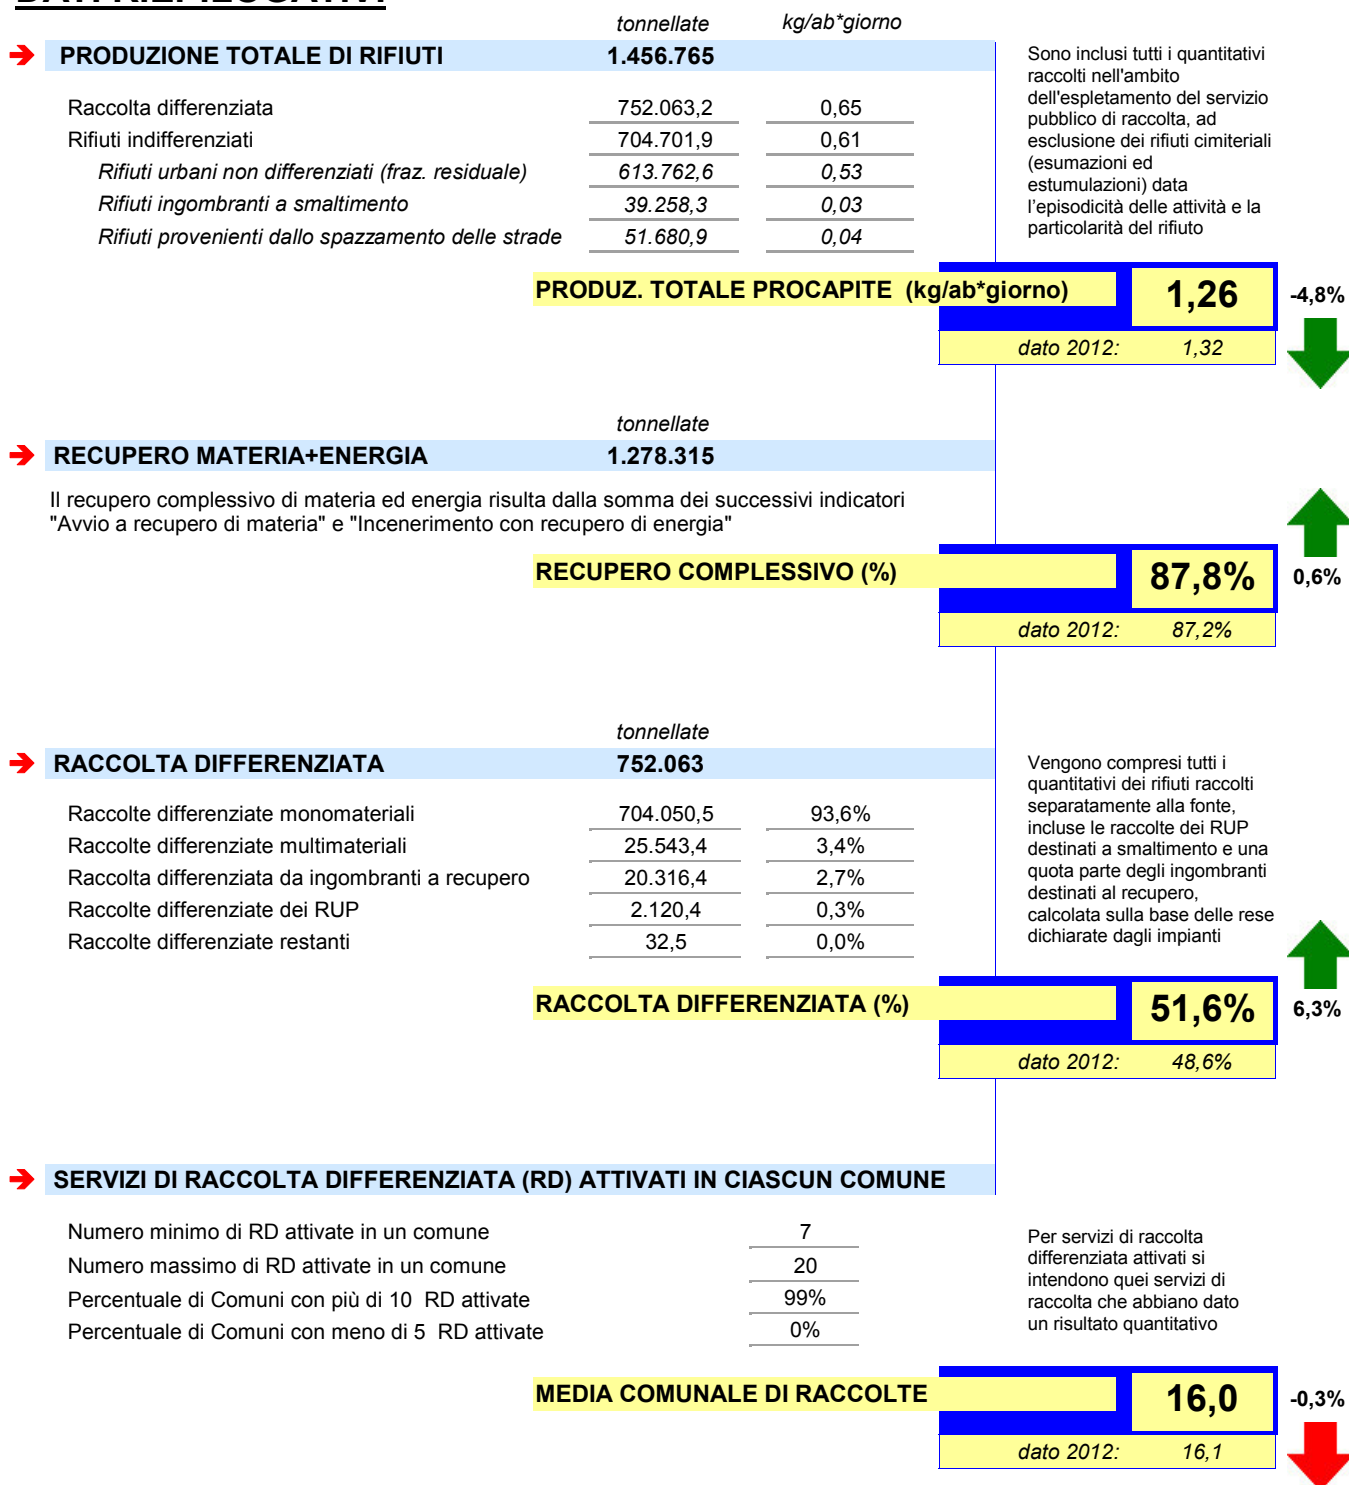 tonnellate kg/ab*giorno
PRODUZIONE TOTALE DI RIFIUTI 1.456.765
Raccolta differenziata 752.063,2 0,65
Rifiuti indifferenziati 704.701,9 0,61
Rifiuti urbani non differenziati (fraz. residuale) 613.762,6 0,53
Rifiuti ingombranti a smaltimento 39.258,3 0,03
Rifiuti provenienti dallo spazzamento delle strade 51.680,9 0,04
Sono inclusi tutti i quantitativi
raccolti nell'ambito
dell'espletamento del servizio
pubblico di raccolta, ad
esclusione dei rifiuti cimiteriali
(esumazioni ed
estumulazioni) data
l'episodicità delle attività e la
particolarità del rifiuto
PRODUZ. TOTALE PROCAPITE (kg/ab*giorno) 1,26 -4,8%
dato 2012: 1,32
tonnellate
RECUPERO MATERIA+ENERGIA 1.278.315
Il recupero complessivo di materia ed energia risulta dalla somma dei successivi indicatori
"Avvio a recupero di materia" e "Incenerimento con recupero di energia"
RECUPERO COMPLESSIVO (%) 87,8% 0,6%
dato 2012: 87,2%
tonnellate
RACCOLTA DIFFERENZIATA 752.063
Raccolte differenziate monomateriali 704.050,5 93,6%
Raccolte differenziate multimateriali 25.543,4 3,4%
Raccolta differenziata da ingombranti a recupero 20.316,4 2,7%
Raccolte differenziate dei RUP 2.120,4 0,3%
Raccolte differenziate restanti 32,5 0,0%
Vengono compresi tutti i
quantitativi dei rifiuti raccolti
separatamente alla fonte,
incluse le raccolte dei RUP
destinati a smaltimento e una
quota parte degli ingombranti
destinati al recupero,
calcolata sulla base delle rese
dichiarate dagli impianti
RACCOLTA DIFFERENZIATA (%) 51,6% 6,3%
dato 2012: 48,6%
SERVIZI DI RACCOLTA DIFFERENZIATA (RD) ATTIVATI IN CIASCUN COMUNE
Numero minimo di RD attivate in un comune 7
Numero massimo di RD attivate in un comune 20
Percentuale di Comuni con più di 10 RD attivate 99%
Percentuale di Comuni con meno di 5 RD attivate 0%
Per servizi di raccolta
differenziata attivati si
intendono quei servizi di
raccolta che abbiano dato
un risultato quantitativo
MEDIA COMUNALE DI RACCOLTE 16,0 -0,3%
dato 2012: 16,1